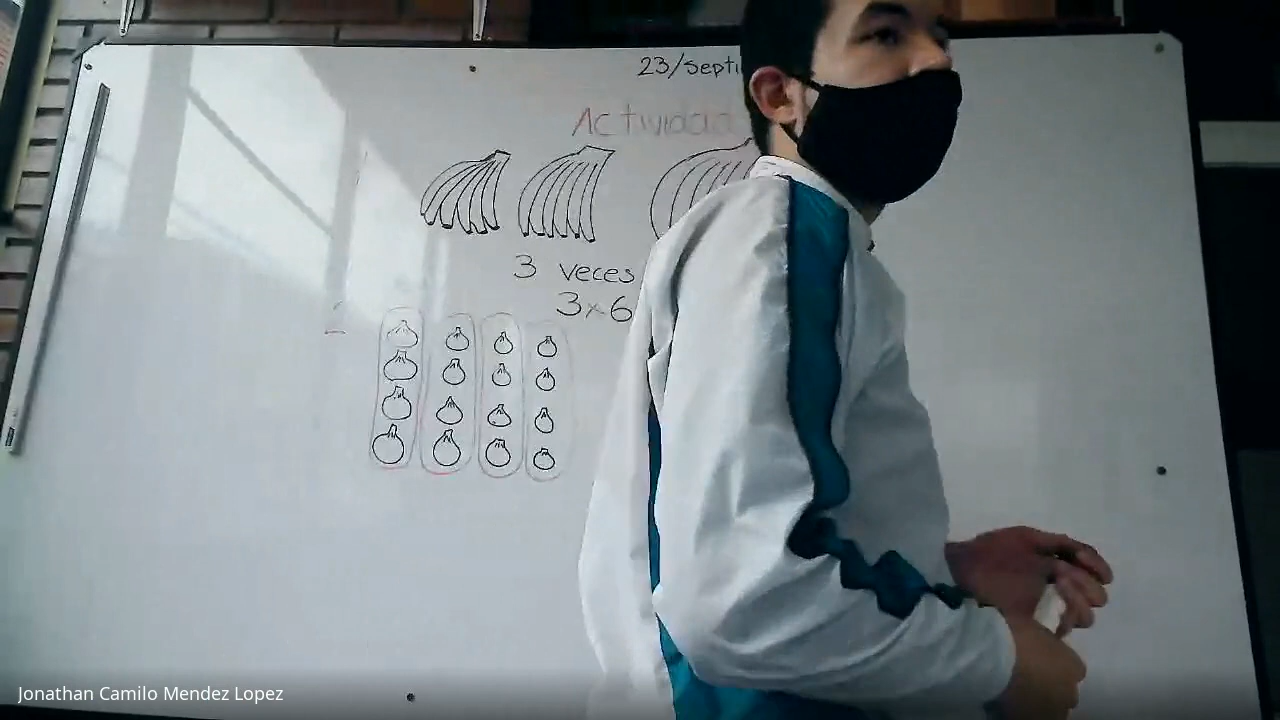 23/Septi
Actividad
3 veces
3x6
Jonathan Camilo Mendez Lopez